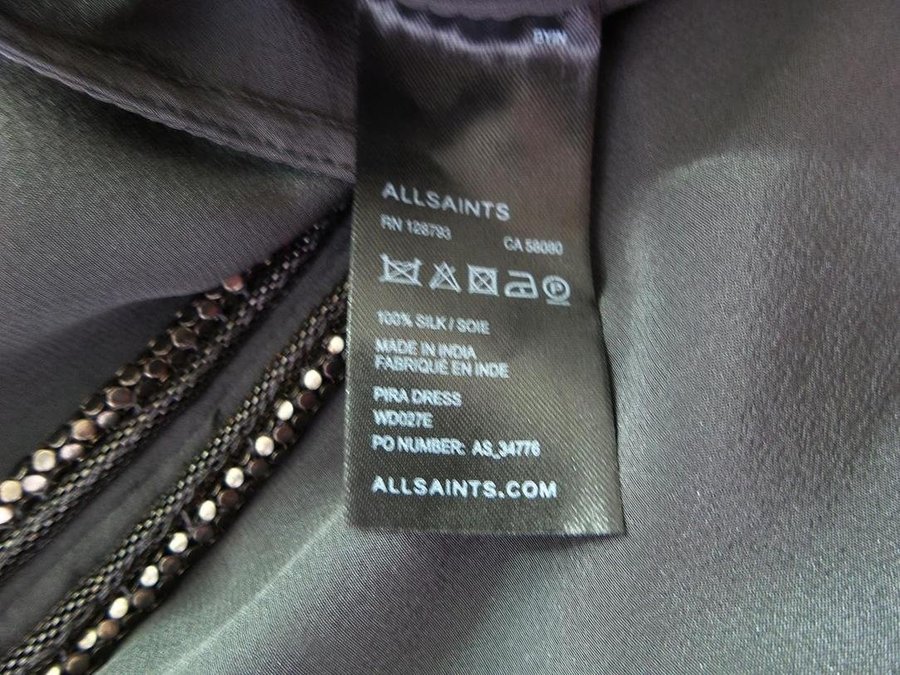 ALLSAINTS
RN 128793 CA 58080
P
100% SILK / SOIE
MADE IN INDIA
FABRIQUÉ EN INDE
PIRA DRESS
WD027E
PO NUMBER: AS_34776
ALLSAINTS.COM